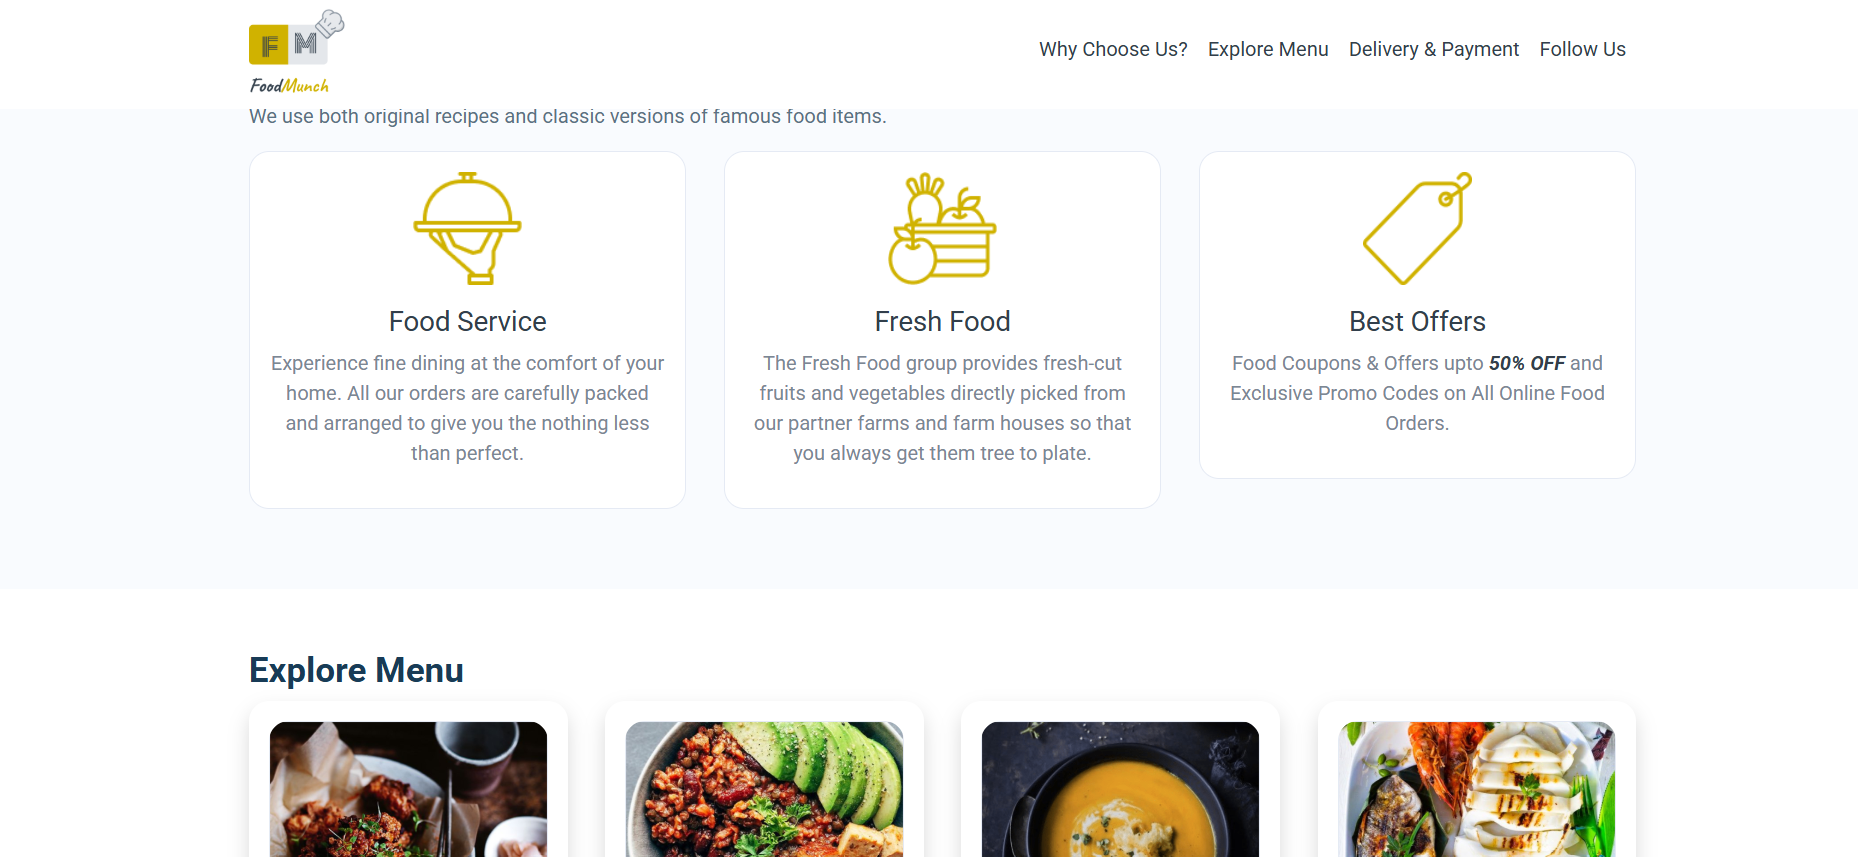 F M
FoodMunch
Why Choose Us? Explore Menu Delivery & Payment Follow Us
We use both original recipes and classic versions of famous food items.
Food Service
Experience fine dining at the comfort of your
home. All our orders are carefully packed
and arranged to give you the nothing less
than perfect.
Fresh Food
The Fresh Food group provides fresh-cut
fruits and vegetables directly picked from
our partner farms and farm houses so that
you always get them tree to plate.
Best Offers
Food Coupons & Offers upto 50% OFF and
Exclusive Promo Codes on All Online Food
Orders.
Explore Menu